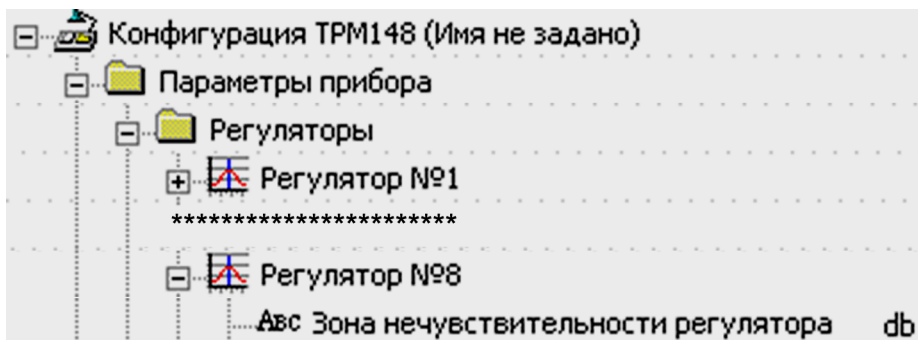 Конфигурация ТРМ148 (Имя не задано)
Параметры прибора
Регуляторы
Регулятор №1
***********************
Регулятор №8
Авс Зона нечувствительности регулятора db